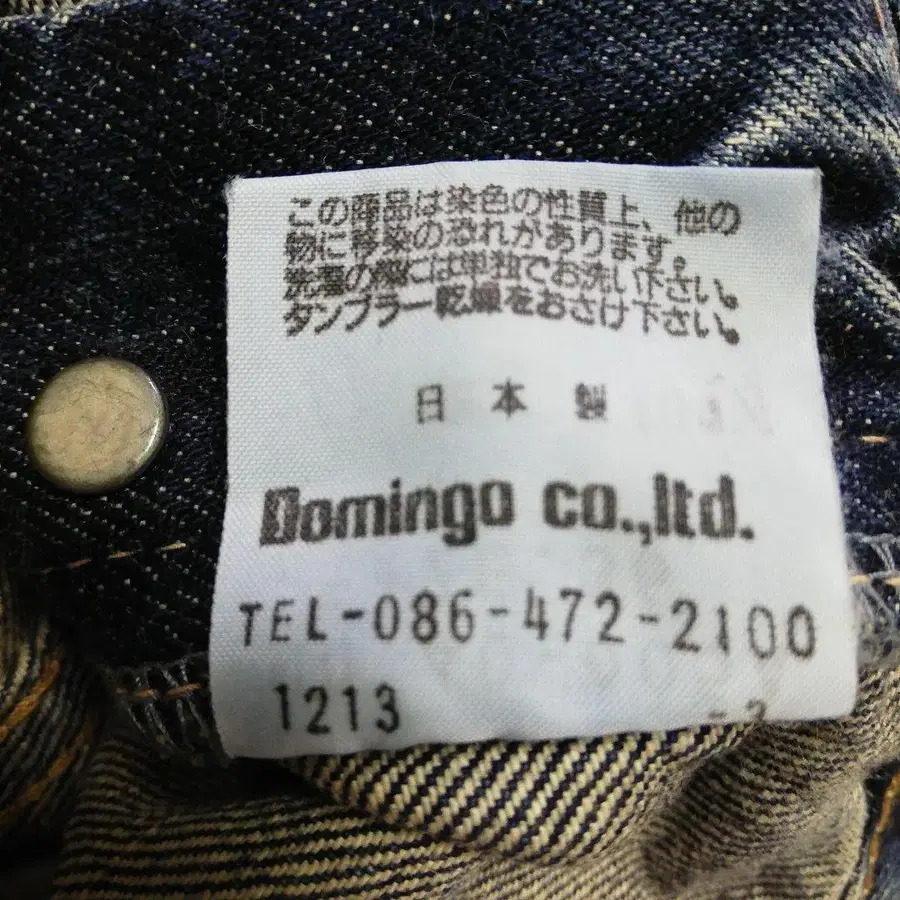 この商品は染色の性質上、他の
物に移染の恐れがあります。
洗濯の際には単独でお洗い下さい。
タンブラー乾燥をおさけ下さい。
日本製
Domingo co.,ltd.
TEL-086-472-2100
1213